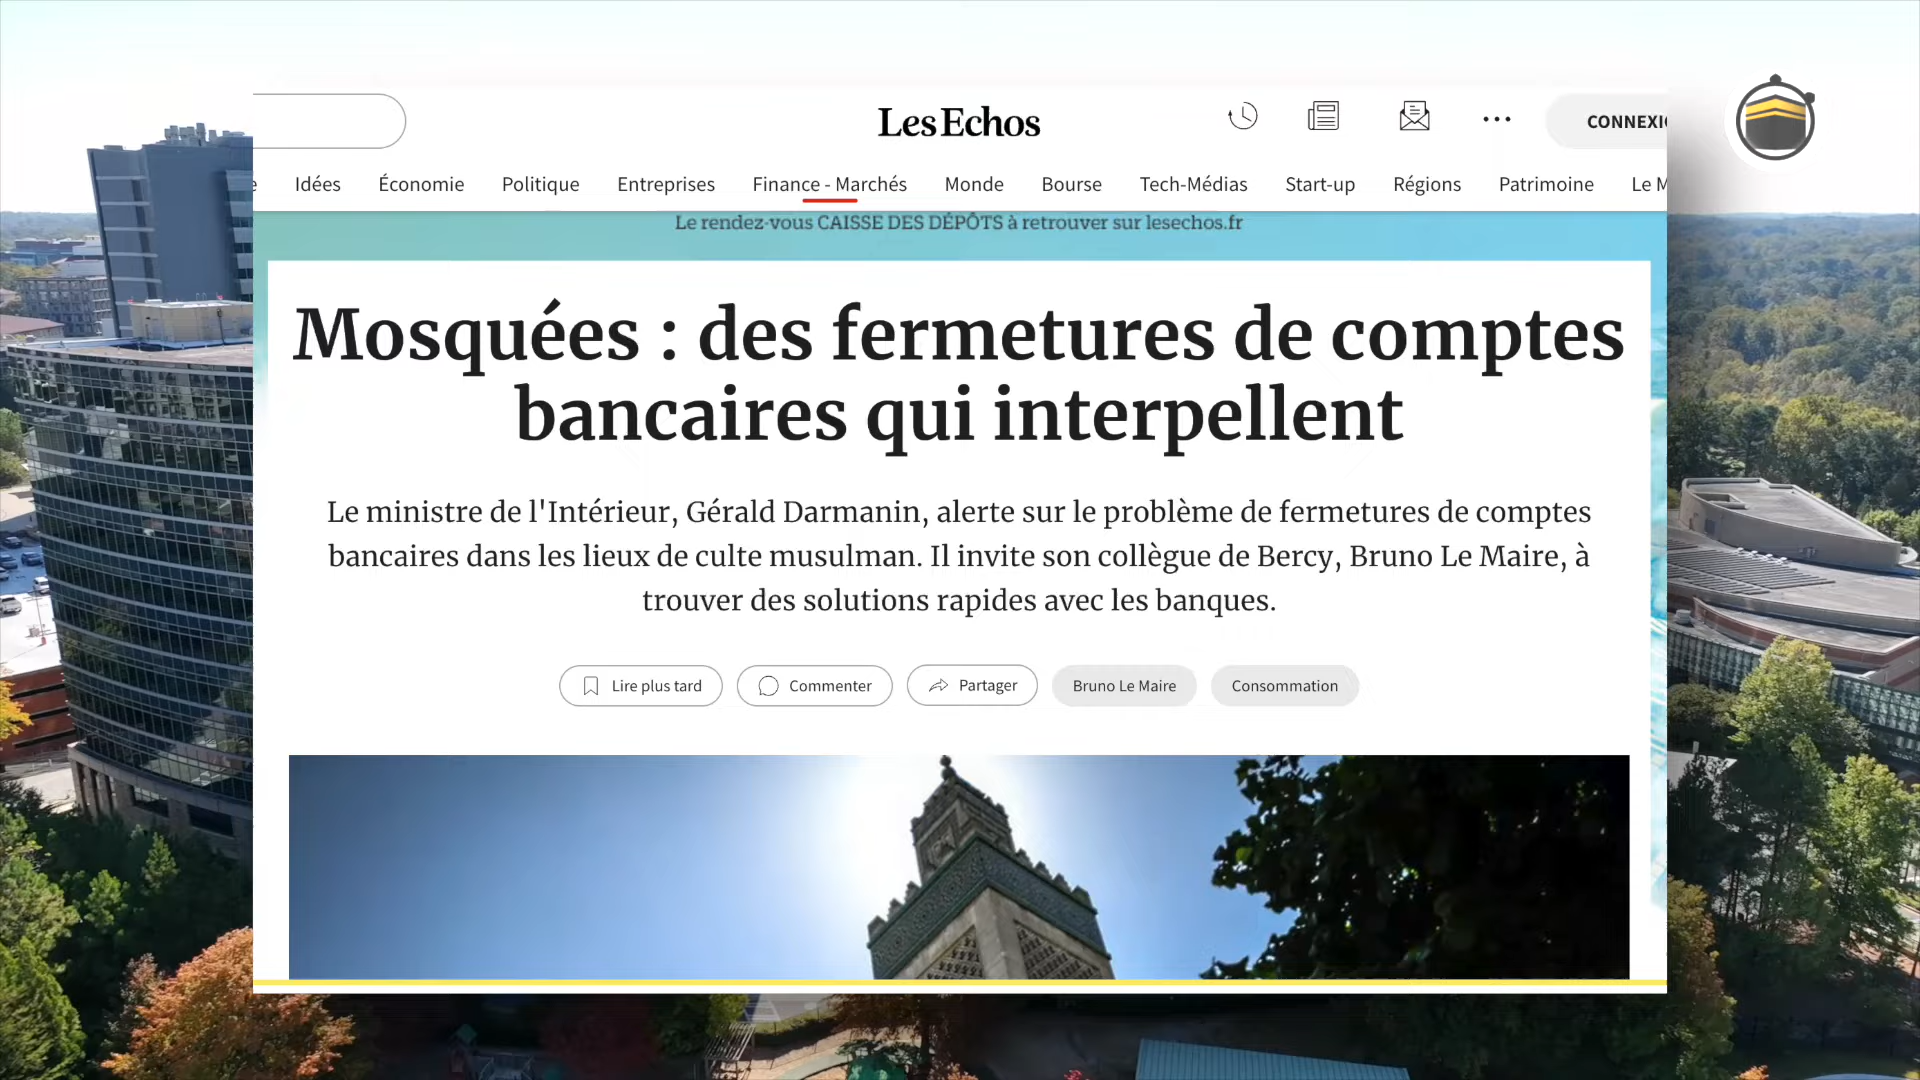 Les Echos
CONNEXI
e Idées Économie Politique Entreprises Finance - Marchés Monde Bourse Tech-Médias Start-up Régions Patrimoine Le M
Le rendez-vous CAISSE DES DÉPÔTS à retrouver sur lesechos.fr
Mosquées : des fermetures de comptes
bancaires qui interpellent
Le ministre de l'Intérieur, Gérald Darmanin, alerte sur le problème de fermetures de comptes
bancaires dans les lieux de culte musulman. Il invite son collègue de Bercy, Bruno Le Maire, à
trouver des solutions rapides avec les banques.
Lire plus tard Commenter Partager Bruno Le Maire Consommation